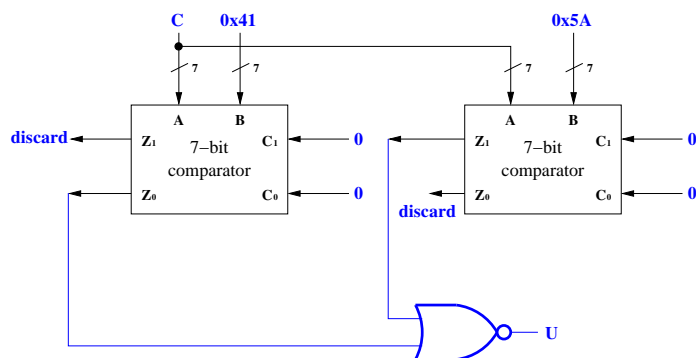 C 0x41 0x5A
7 7 7 7
A B A B
discard Z1 C1 0 Z1 C1 0
7−bit 7−bit
comparator comparator
Z0 C0 0 Z0 C0 0
discard
U